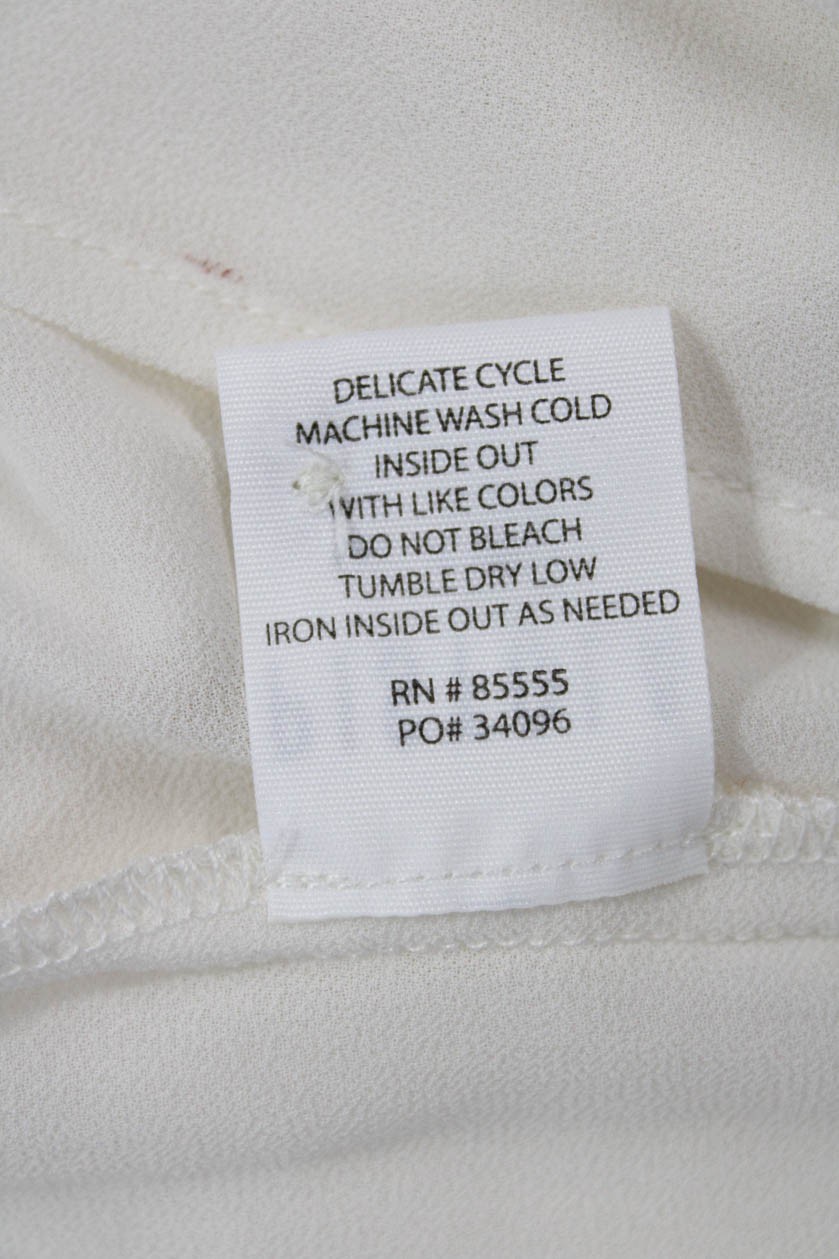 DELICATE CYCLE
MACHINE WASH COLD
INSIDE OUT
WITH LIKE COLORS
DO NOT BLEACH
TUMBLE DRY LOW
IRON INSIDE OUT AS NEEDED
RN # 85555
PO# 34096